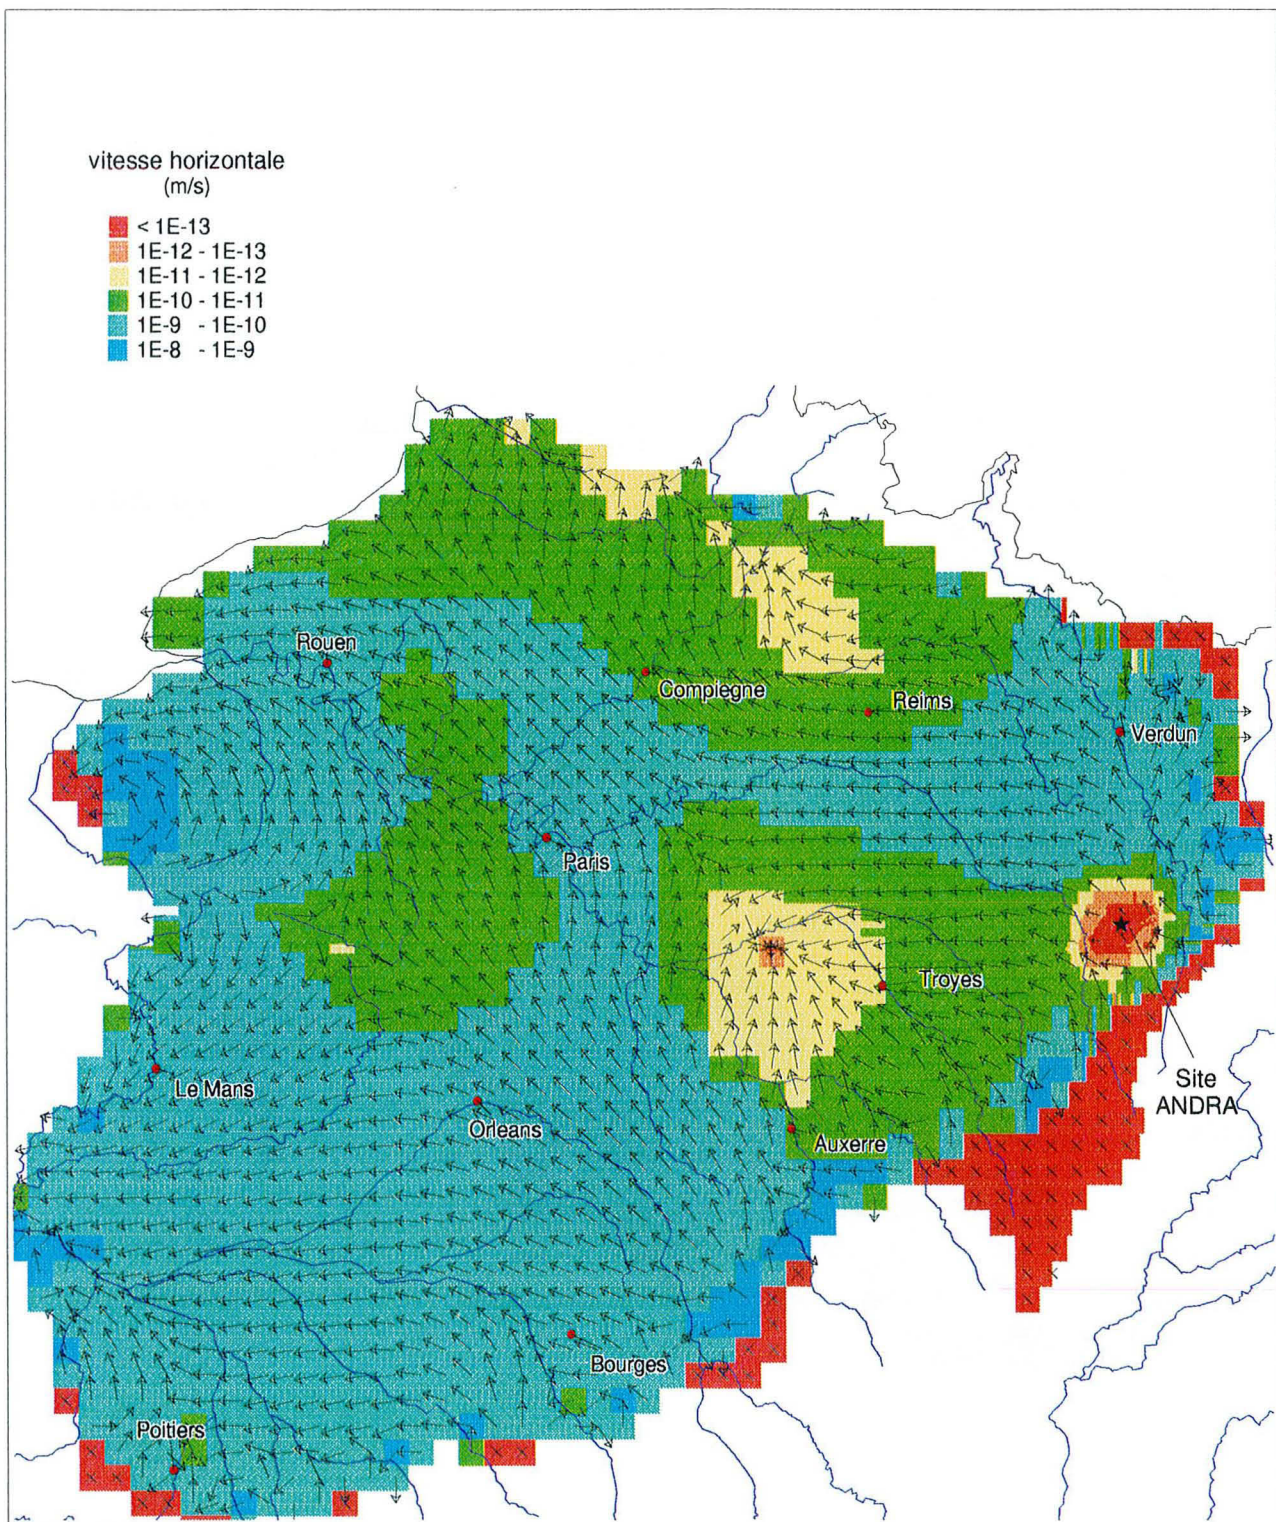 vitesse horizontale
(m/s)
< 1E-13
1E-12 - 1E-13
1E-11 - 1E-12
1E-10 - 1E-11
1E-9 - 1E-10
1E-8 - 1E-9
Rouen
Compiegne
Reims
Verdun
Paris
Troyes
Le Mans
Site
ANDRA
Orleans
Auxerre
Bourges
Poitiers